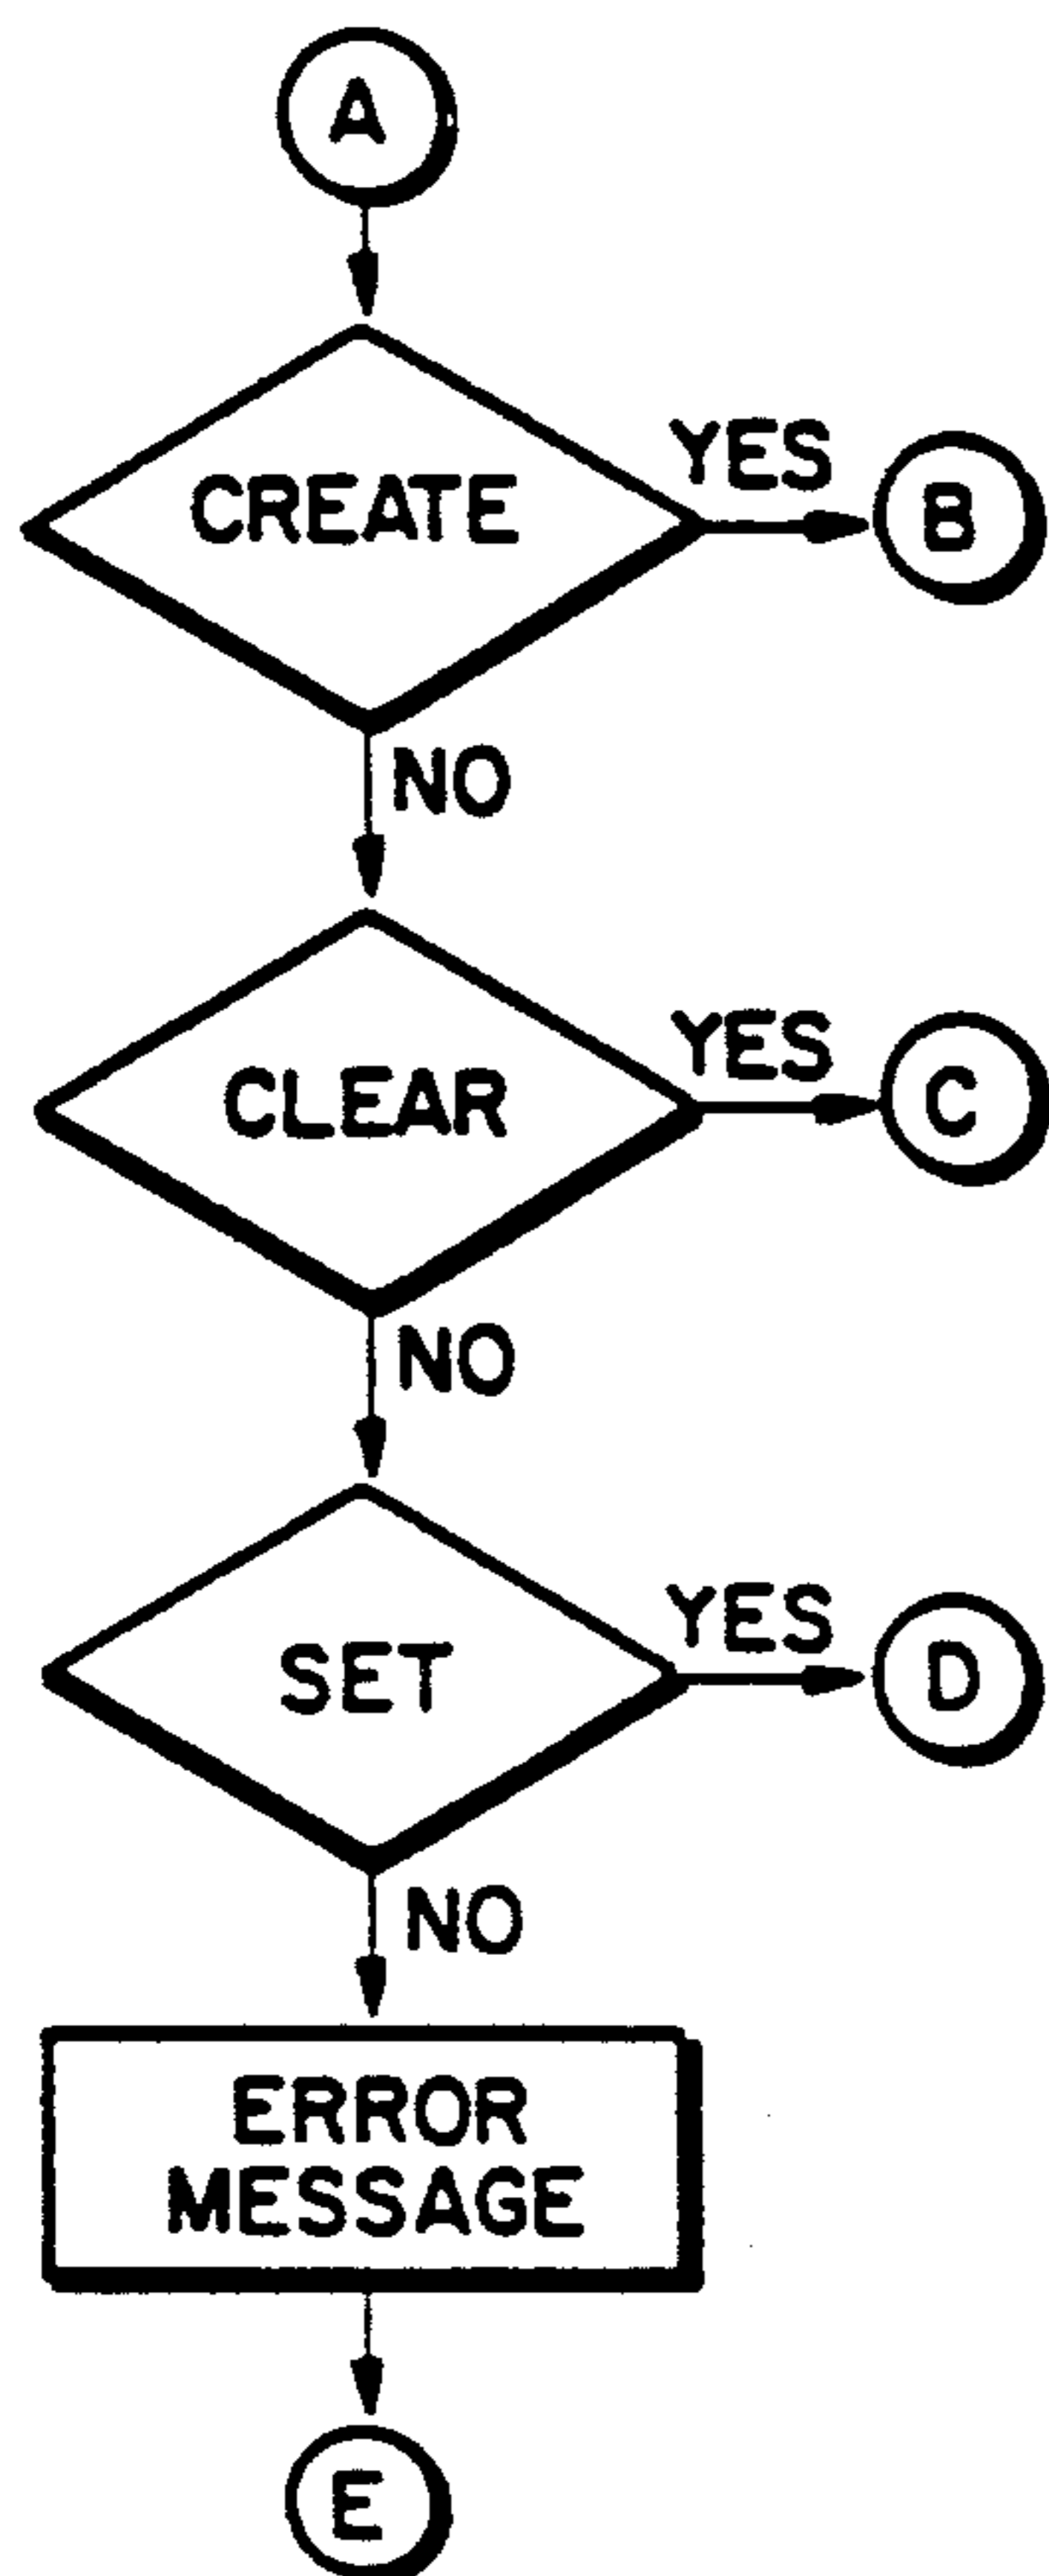 A
CREATE
YES
B
NO
CLEAR
YES
C
NO
SET
YES
D
NO
ERROR
MESSAGE
E